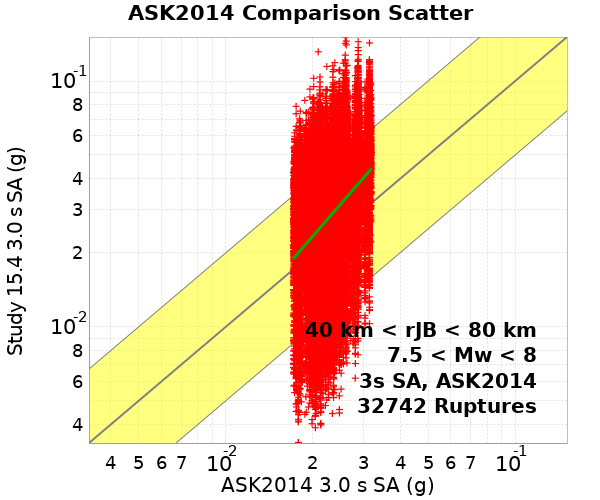 ASK2014 Comparison Scatter
Study 15.4 3.0 s SA (g)
10⁻¹
8
6
4
3
2
10⁻²
8
6
4
40 km < rJB < 80 km
7.5 < Mw < 8
3s SA, ASK2014
32742 Ruptures
4 5 6 7 10⁻² 2 3 4 5 6 7 10⁻¹
ASK2014 3.0 s SA (g)